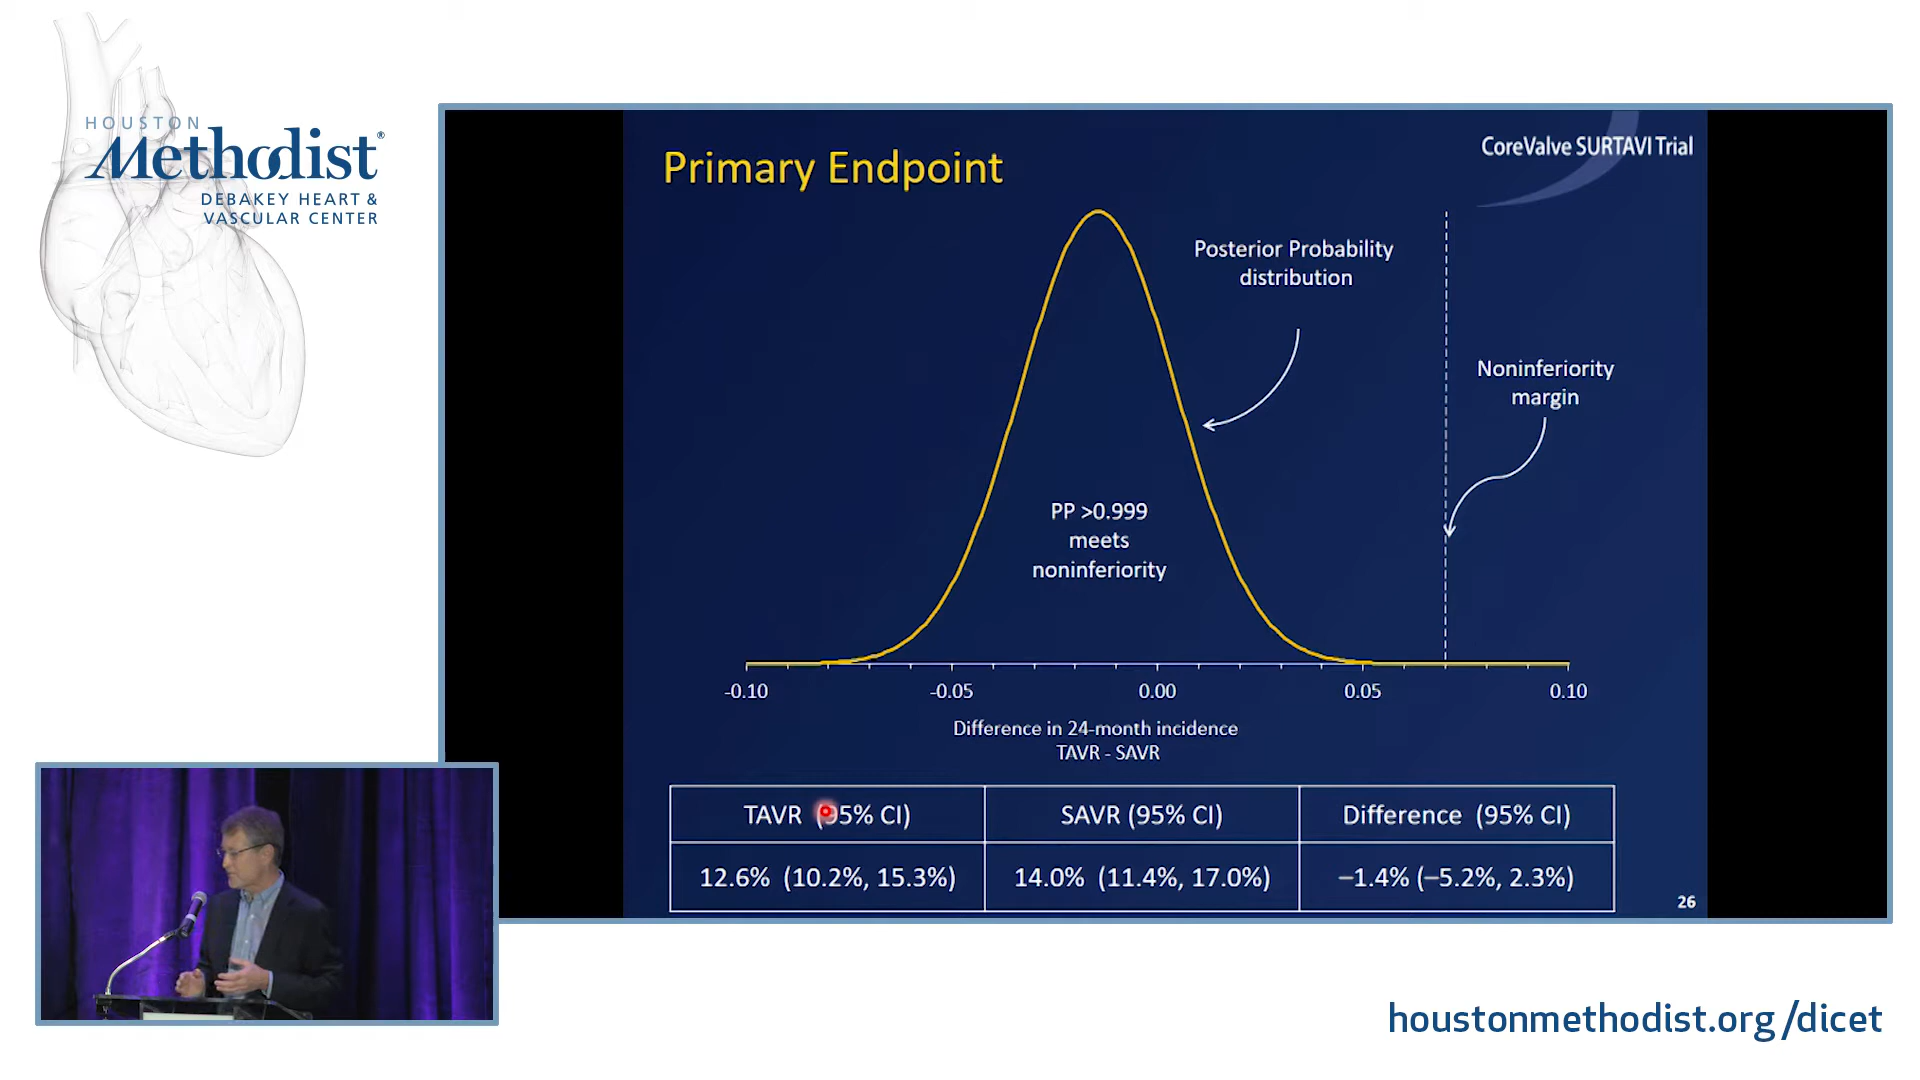 HOUSTON
Methodist®
DEBAKEY HEART &
VASCULAR CENTER
Primary Endpoint
CoreValve SURTAVI Trial
Posterior Probability
distribution
Noninferiority
margin
PP >0.999
meets
noninferiority
-0.10 -0.05 0.00 0.05 0.10
Difference in 24-month incidence
TAVR - SAVR
TAVR (95% CI) SAVR (95% CI) Difference (95% CI)
12.6% (10.2%, 15.3%) 14.0% (11.4%, 17.0%) –1.4% (–5.2%, 2.3%)
26
houstonmethodist.org/dicet